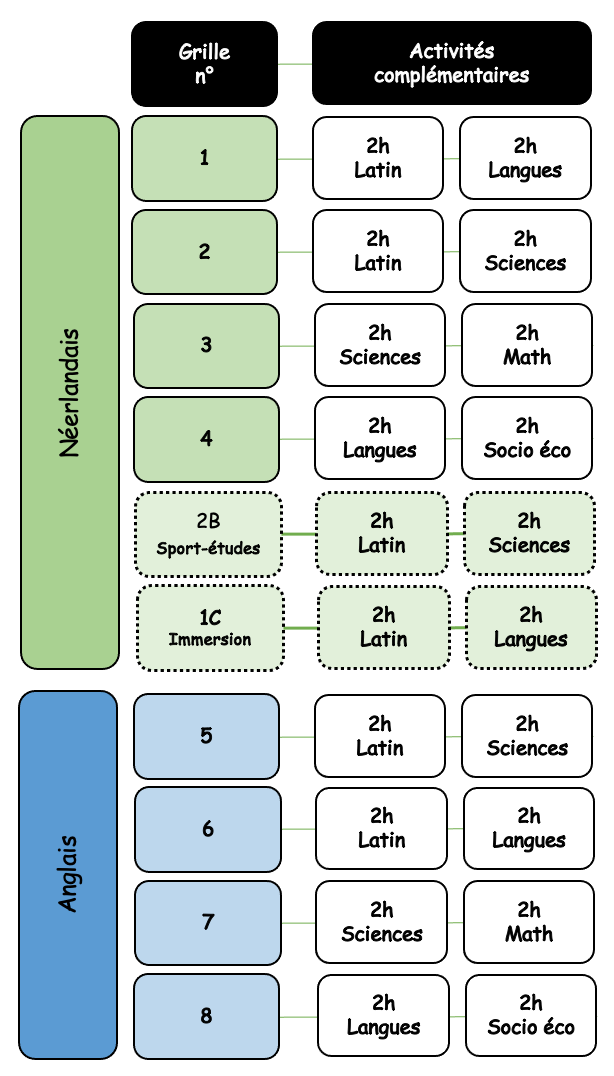 Grille
n°
Activités
complémentaires
Néerlandais
1
2h
Latin
2h
Langues
2
2h
Latin
2h
Sciences
3
2h
Sciences
2h
Math
4
2h
Langues
2h
Socio éco
2B
Sport-études
2h
Latin
2h
Sciences
1C
Immersion
2h
Latin
2h
Langues
Anglais
5
2h
Latin
2h
Sciences
6
2h
Latin
2h
Langues
7
2h
Sciences
2h
Math
8
2h
Langues
2h
Socio éco